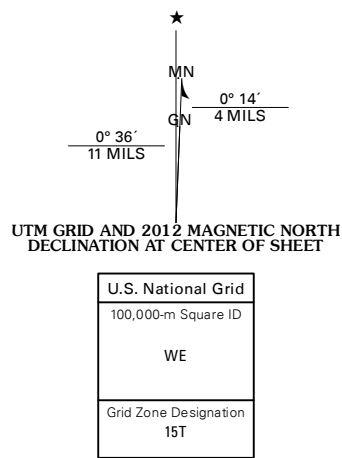 ★
MN
GN
0° 14´
4 MILS
0° 36´
11 MILS
UTM GRID AND 2012 MAGNETIC NORTH
DECLINATION AT CENTER OF SHEET
U.S. National Grid
100,000-m Square ID
WE
Grid Zone Designation
15T